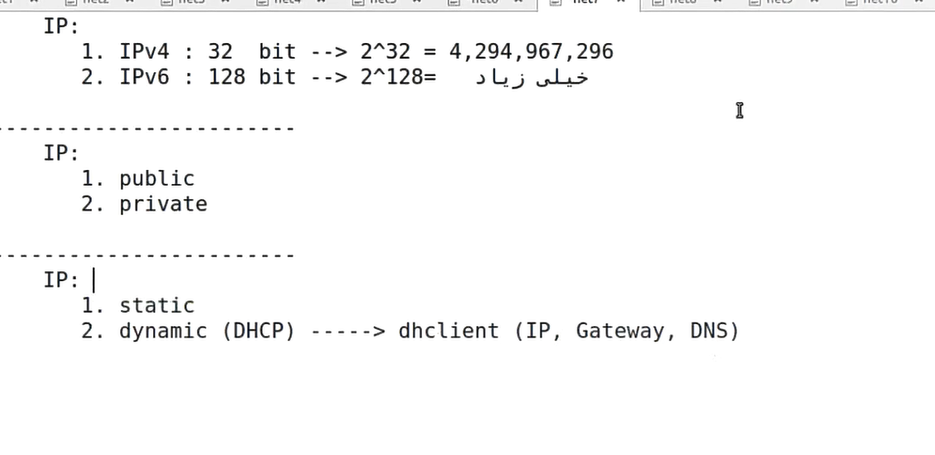 net7
IP:
1. IPv4 : 32 bit --> 2^32 = 4,294,967,296
2. IPv6 : 128 bit --> 2^128= خیلی زیاد
------------------------
IP:
1. public
2. private
------------------------
IP:
1. static
2. dynamic (DHCP) -----> dhclient (IP, Gateway, DNS)